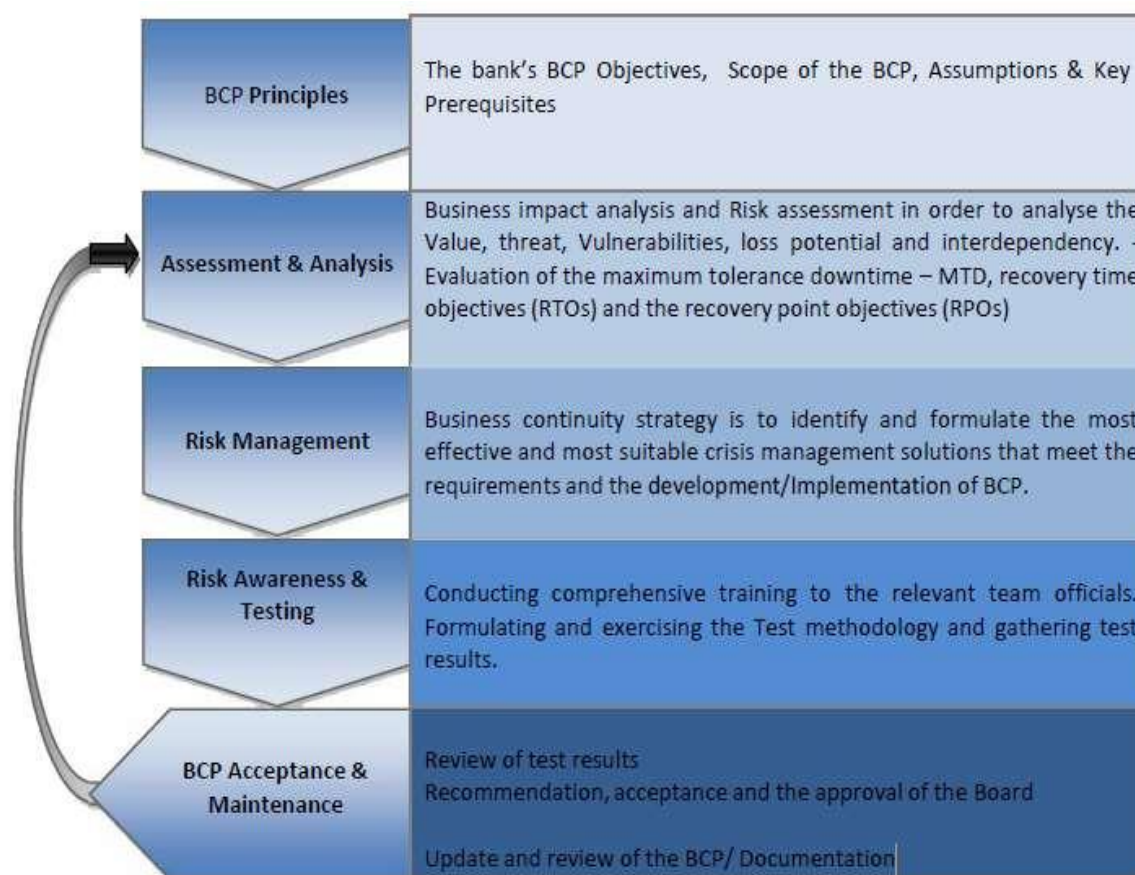 BCP Principles
The bank's BCP Objectives, Scope of the BCP, Assumptions & Key
Prerequisites
Assessment & Analysis
Business impact analysis and Risk assessment in order to analyse the
Value, threat, Vulnerabilities, loss potential and interdependency. -
Evaluation of the maximum tolerance downtime – MTD, recovery time
objectives (RTOs) and the recovery point objectives (RPOs)
Risk Management
Business continuity strategy is to identify and formulate the most
effective and most suitable crisis management solutions that meet the
requirements and the development/Implementation of BCP.
Risk Awareness &
Testing
Conducting comprehensive training to the relevant team officials.
Formulating and exercising the Test methodology and gathering test
results.
BCP Acceptance &
Maintenance
Review of test results
Recommendation, acceptance and the approval of the Board
Update and review of the BCP/ Documentation